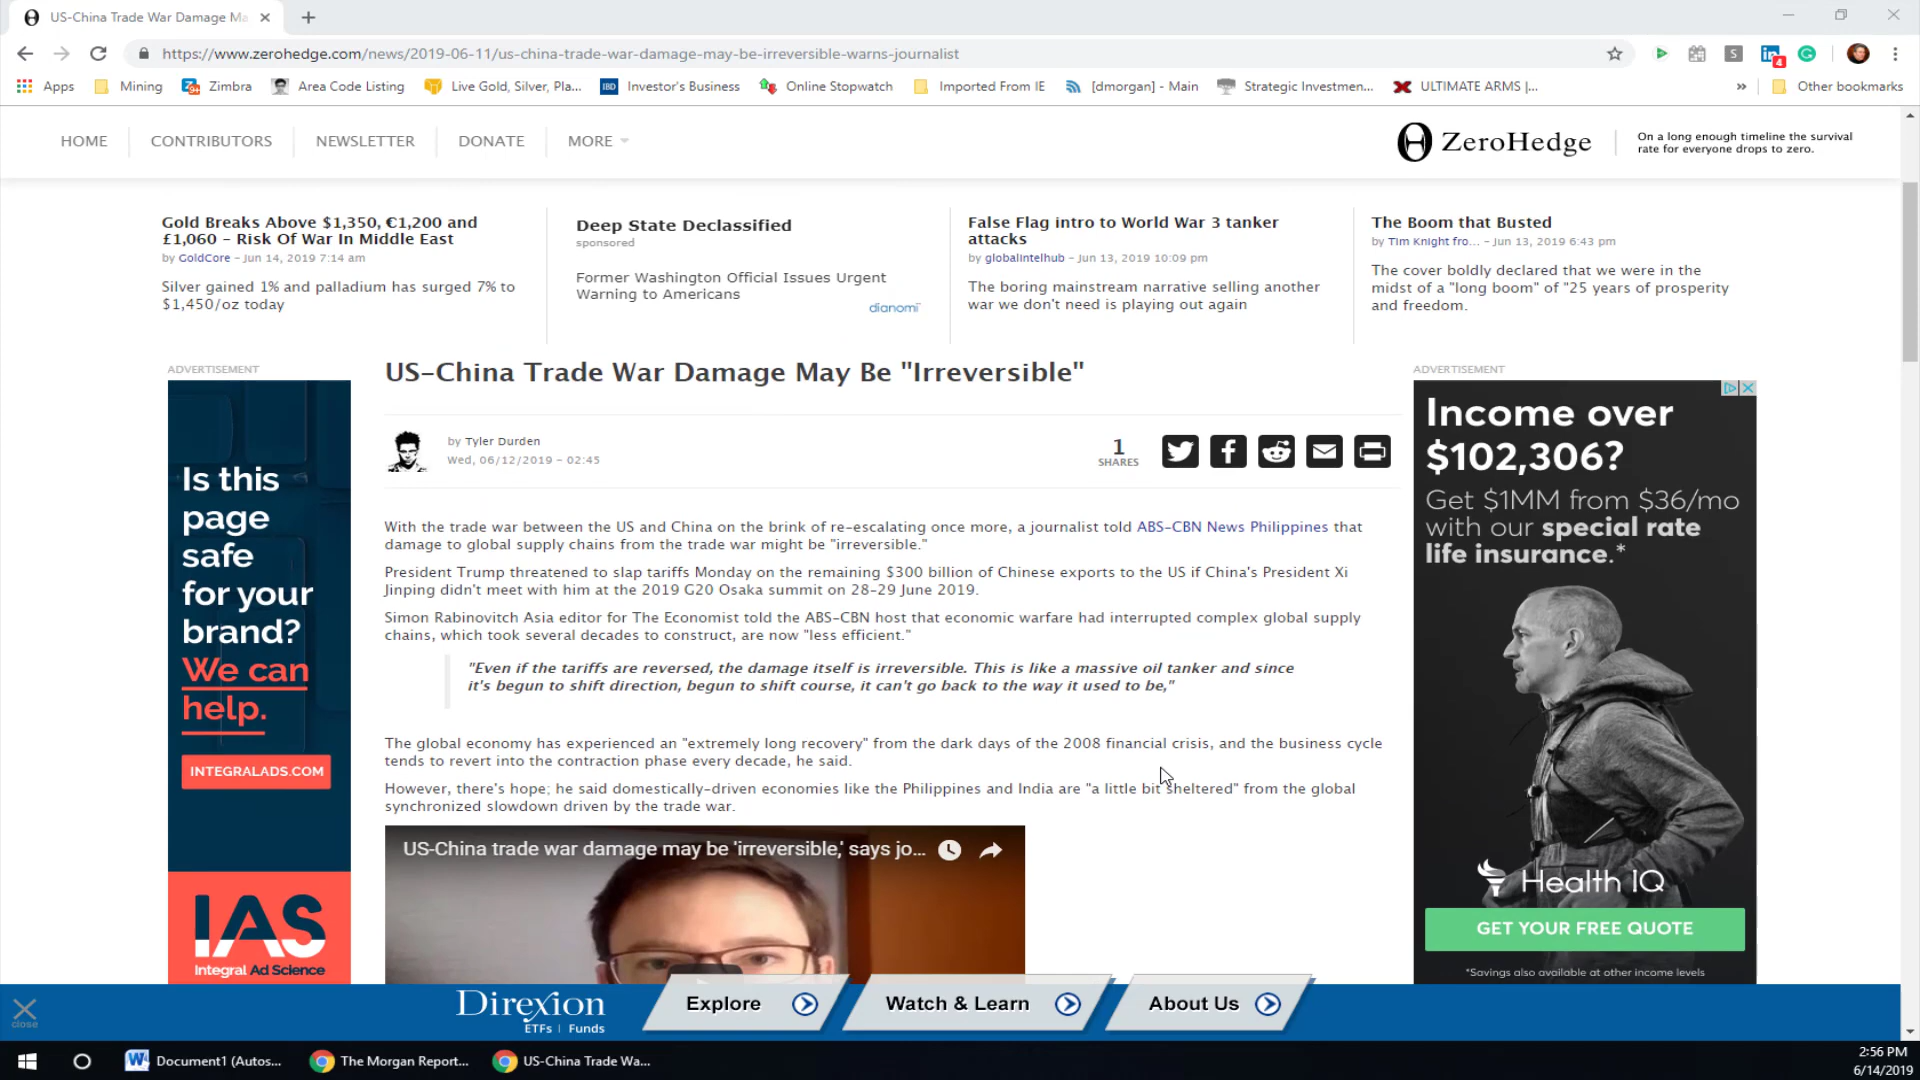 US-China Trade War Damage Ma
https://www.zerohedge.com/news/2019-06-11/us-china-trade-war-damage-may-be-irreversible-warns-journalist
S
in
4
G
Apps
Mining
Zimbra
Area Code Listing
Live Gold, Silver, Pla...
IBD
Investor's Business
Online Stopwatch
Imported From IE
[dmorgan] - Main
Strategic Investmen...
ULTIMATE ARMS |...
»
Other bookmarks
HOME
CONTRIBUTORS
NEWSLETTER
DONATE
MORE
ZeroHedge
On a long enough timeline the survival
rate for everyone drops to zero.
Gold Breaks Above $1,350, €1,200 and
£1,060 – Risk Of War In Middle East
by GoldCore – Jun 14, 2019 7:14 am
Silver gained 1% and palladium has surged 7% to
$1,450/oz today
Deep State Declassified
sponsored
Former Washington Official Issues Urgent
Warning to Americans
dianomi
False Flag intro to World War 3 tanker
attacks
by globalintelhub – Jun 13, 2019 10:09 pm
The boring mainstream narrative selling another
war we don't need is playing out again
The Boom that Busted
by Tim Knight fro... – Jun 13, 2019 6:43 pm
The cover boldly declared that we were in the
midst of a "long boom" of "25 years of prosperity
and freedom.
ADVERTISEMENT
Is this
page
safe
for your
brand?
We can
help.
INTEGRALADS.COM
IAS
Integral Ad Science
US-China Trade War Damage May Be "Irreversible"
by Tyler Durden
Wed, 06/12/2019 – 02:45
1
SHARES
With the trade war between the US and China on the brink of re-escalating once more, a journalist told ABS-CBN News Philippines that
damage to global supply chains from the trade war might be "irreversible."
President Trump threatened to slap tariffs Monday on the remaining $300 billion of Chinese exports to the US if China's President Xi
Jinping didn't meet with him at the 2019 G20 Osaka summit on 28-29 June 2019.
Simon Rabinovitch Asia editor for The Economist told the ABS-CBN host that economic warfare had interrupted complex global supply
chains, which took several decades to construct, are now "less efficient."
"Even if the tariffs are reversed, the damage itself is irreversible. This is like a massive oil tanker and since
it's begun to shift direction, begun to shift course, it can't go back to the way it used to be,"
The global economy has experienced an "extremely long recovery" from the dark days of the 2008 financial crisis, and the business cycle
tends to revert into the contraction phase every decade, he said.
However, there's hope; he said domestically-driven economies like the Philippines and India are "a little bit sheltered" from the global
synchronized slowdown driven by the trade war.
US-China trade war damage may be 'irreversible,' says jo...
ADVERTISEMENT
Income over
$102,306?
Get $1MM from $36/mo
with our special rate
life insurance.*
Health IQ
GET YOUR FREE QUOTE
*Savings also available at other income levels
close
Direxion
ETFs | Funds
Explore
Watch & Learn
About Us
Document1 (Autos...
The Morgan Report...
US-China Trade Wa...
2:56 PM
6/14/2019